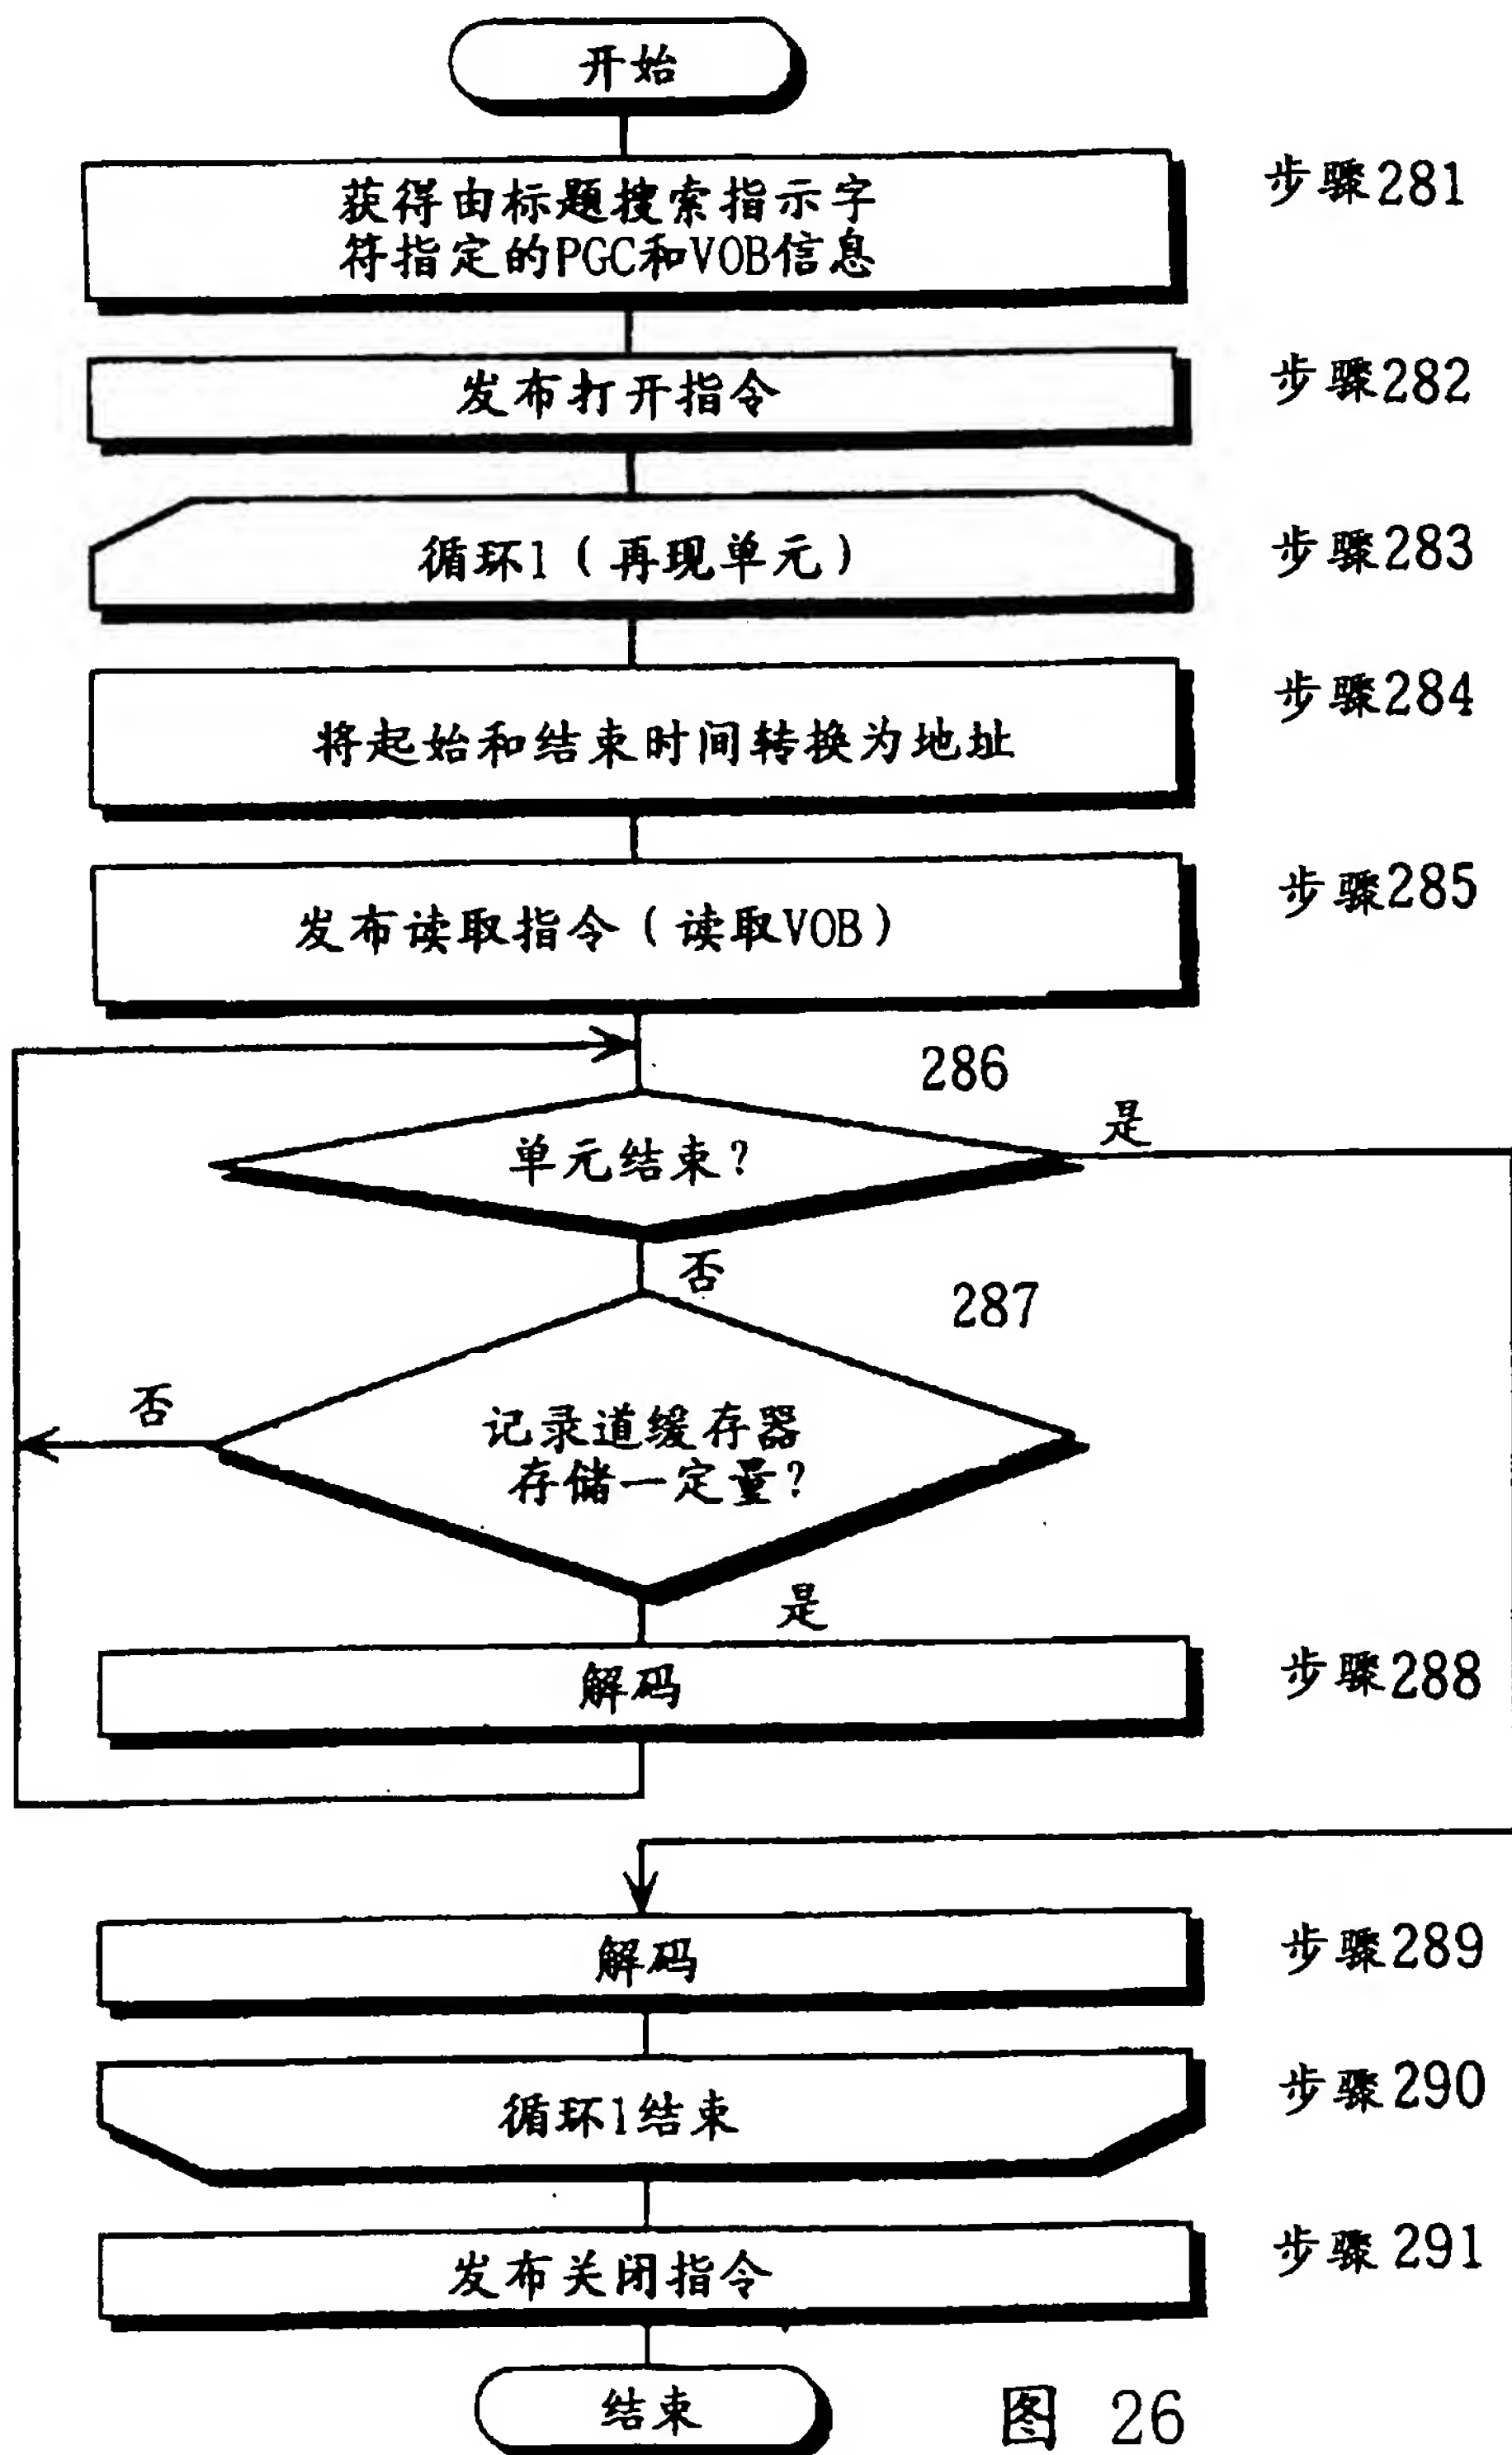 开始
获得由标题搜索指示字
符指定的PGC和VOB信息
步骤281
发布打开指令
步骤282
循环1（再现单元）
步骤283
将起始和结束时间转换为地址
步骤284
发布读取指令（读取VOB）
步骤285
286
单元结束？
是
否
287
记录道缓存器
存储一定量？
否
是
解码
步骤288
解码
步骤289
循环1结束
步骤290
发布关闭指令
步骤291
结束
图 26